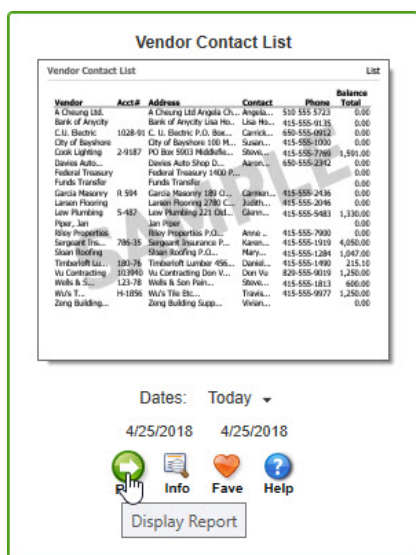 Vendor Contact List
Vendor Contact List List
Balance
Vendor Acct# Address Contact Phone Total
A Cheung Ltd. A Cheung Ltd Angela Ch... Angela... 510 555 5723 0.00
Bank of Anycity Bank of Anycity Lisa Ho... Lisa Ho... 415-555-9135 0.00
C.U. Electric 1028-91 C. U. Electric P.O. Box... Carrick... 650-555-0912 0.00
City of Bayshore City of Bayshore 100 M... Susan... 415-555-1000 0.00
Cook Lighting 2-9187 PO Box 5903 Middlefie... Steve,... 415-555-7769 1,591.00
Davies Auto... Davies Auto Shop D... Aaron... 650-555-2342 0.00
Federal Treasury Federal Treasury 1400 P... 0.00
Funds Transfer Funds Transfer 0.00
Garcia Masonry R 594 Garcia Masonry 189 O... Carmen... 415-555-2436 0.00
Larsen Flooring Larsen Flooring 2780 C... Judith... 415-555-2046 0.00
Lew Plumbing 5-487 Lew Plumbing 221 Old... Glenn... 415-555-5483 1,330.00
Piper, Jan Jan Piper 0.00
Riley Properties Riley Properties P.O... Anne ... 415-555-7900 0.00
Sergeant Ins... 786-35 Sergeant Insurance P... Karen... 415-555-1919 4,050.00
Sloan Roofing Sloan Roofing P.O... Mary... 415-555-1284 1,047.00
Timberloft Lu... 180-76 Timberloft Lumber 456... Daniel... 415-555-1490 215.10
Vu Contracting 103940 Vu Contracting Don V... Don Vu 829-555-9019 1,250.00
Wells & S... 123-78 Wells & Son Pain... Steve... 415-555-1813 600.00
Wu's T... H-1856 Wu's Tile Etc... Travis... 415-555-9977 1,250.00
Zeng Building... Zeng Building Supp... Vivian... 0.00
SAMPLE
Dates: Today
4/25/2018 4/25/2018
Info Fave Help
Display Report